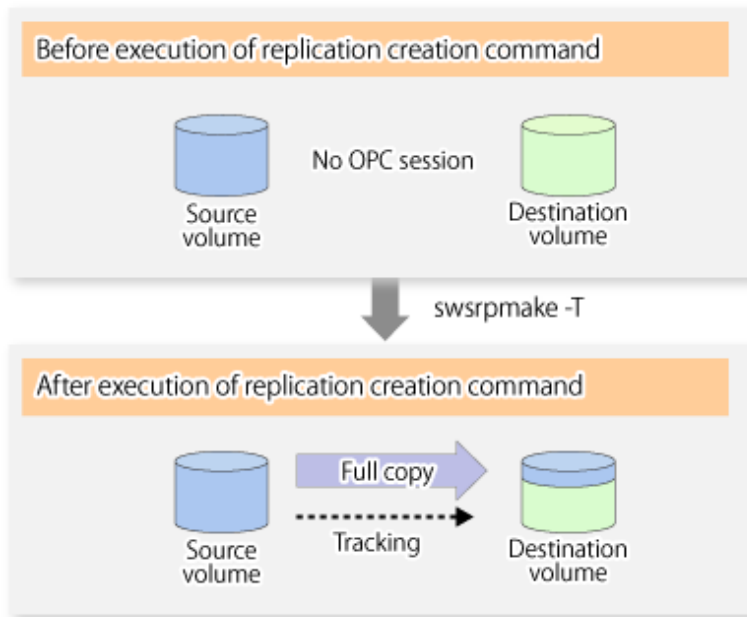 Before execution of replication creation command
No OPC session
Source
volume
Destination
volume
swsrpmake -T
After execution of replication creation command
Full copy
Tracking
Source
volume
Destination
volume